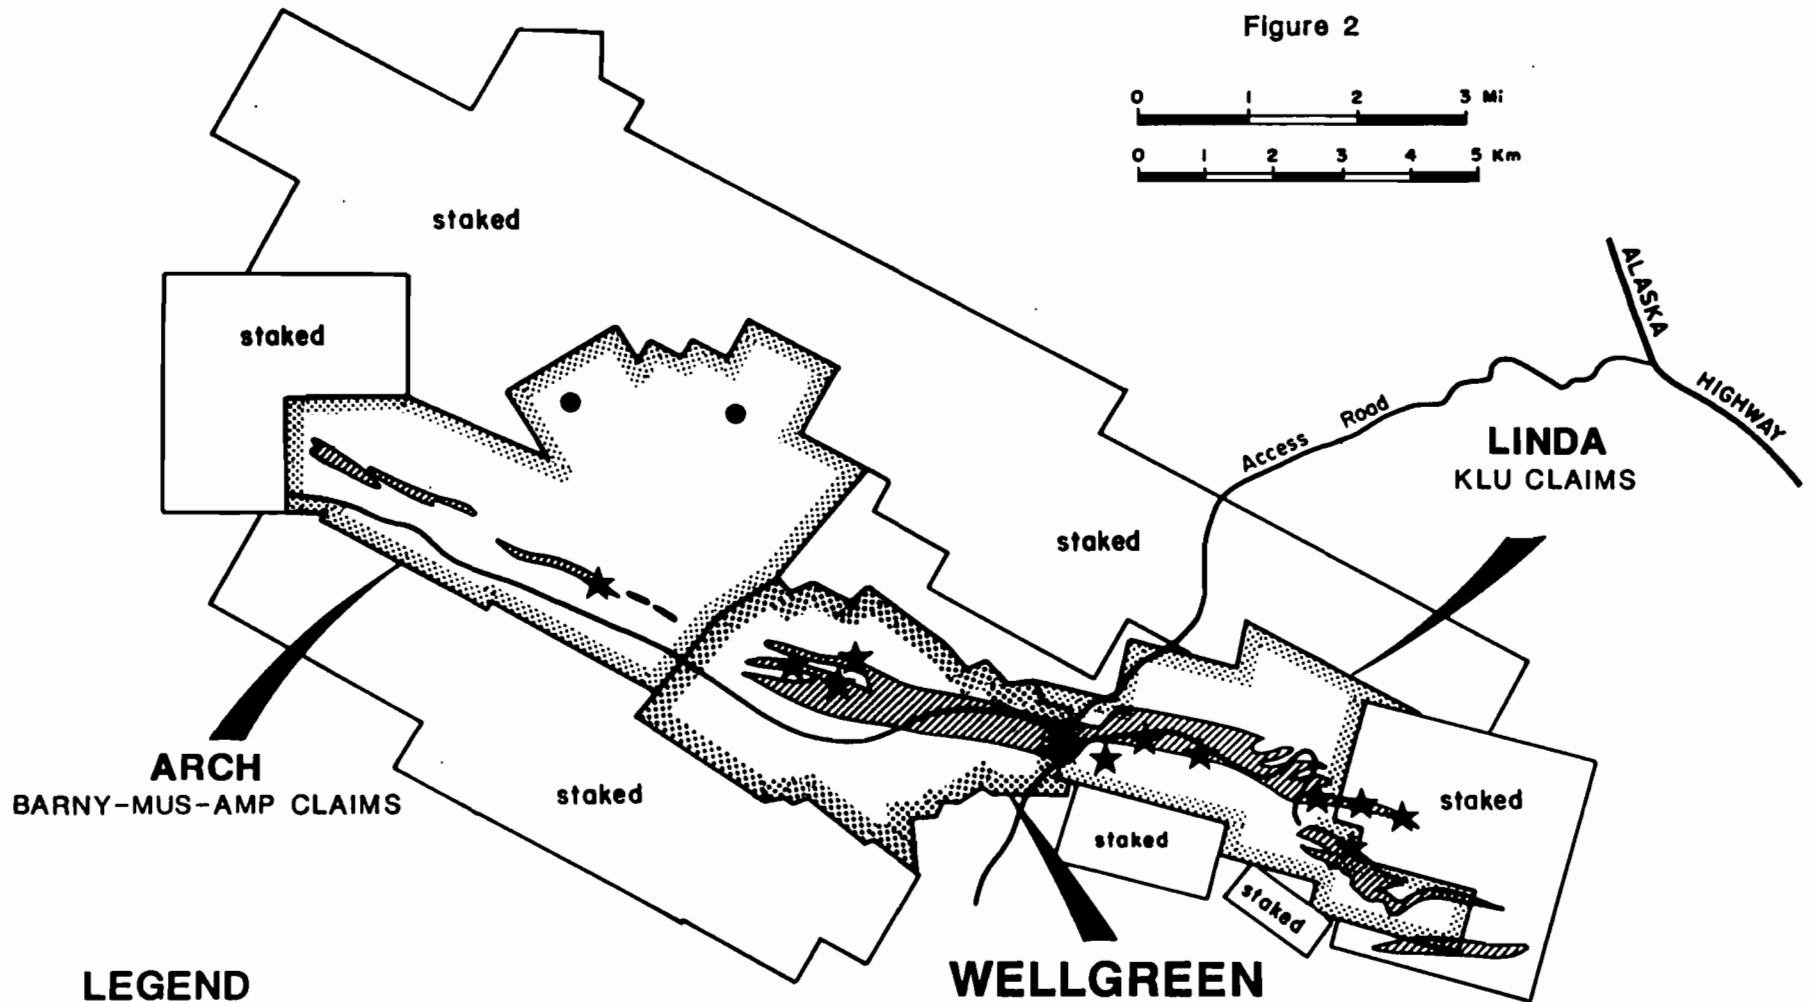 Figure 2
0 1 2 3 Mi
0 1 2 3 4 5 Km
staked
staked
ALASKA
HIGHWAY
Access Road
LINDA
KLU CLAIMS
staked
ARCH
BARNY-MUS-AMP CLAIMS
staked
staked
staked
staked
WELLGREEN
LEGEND